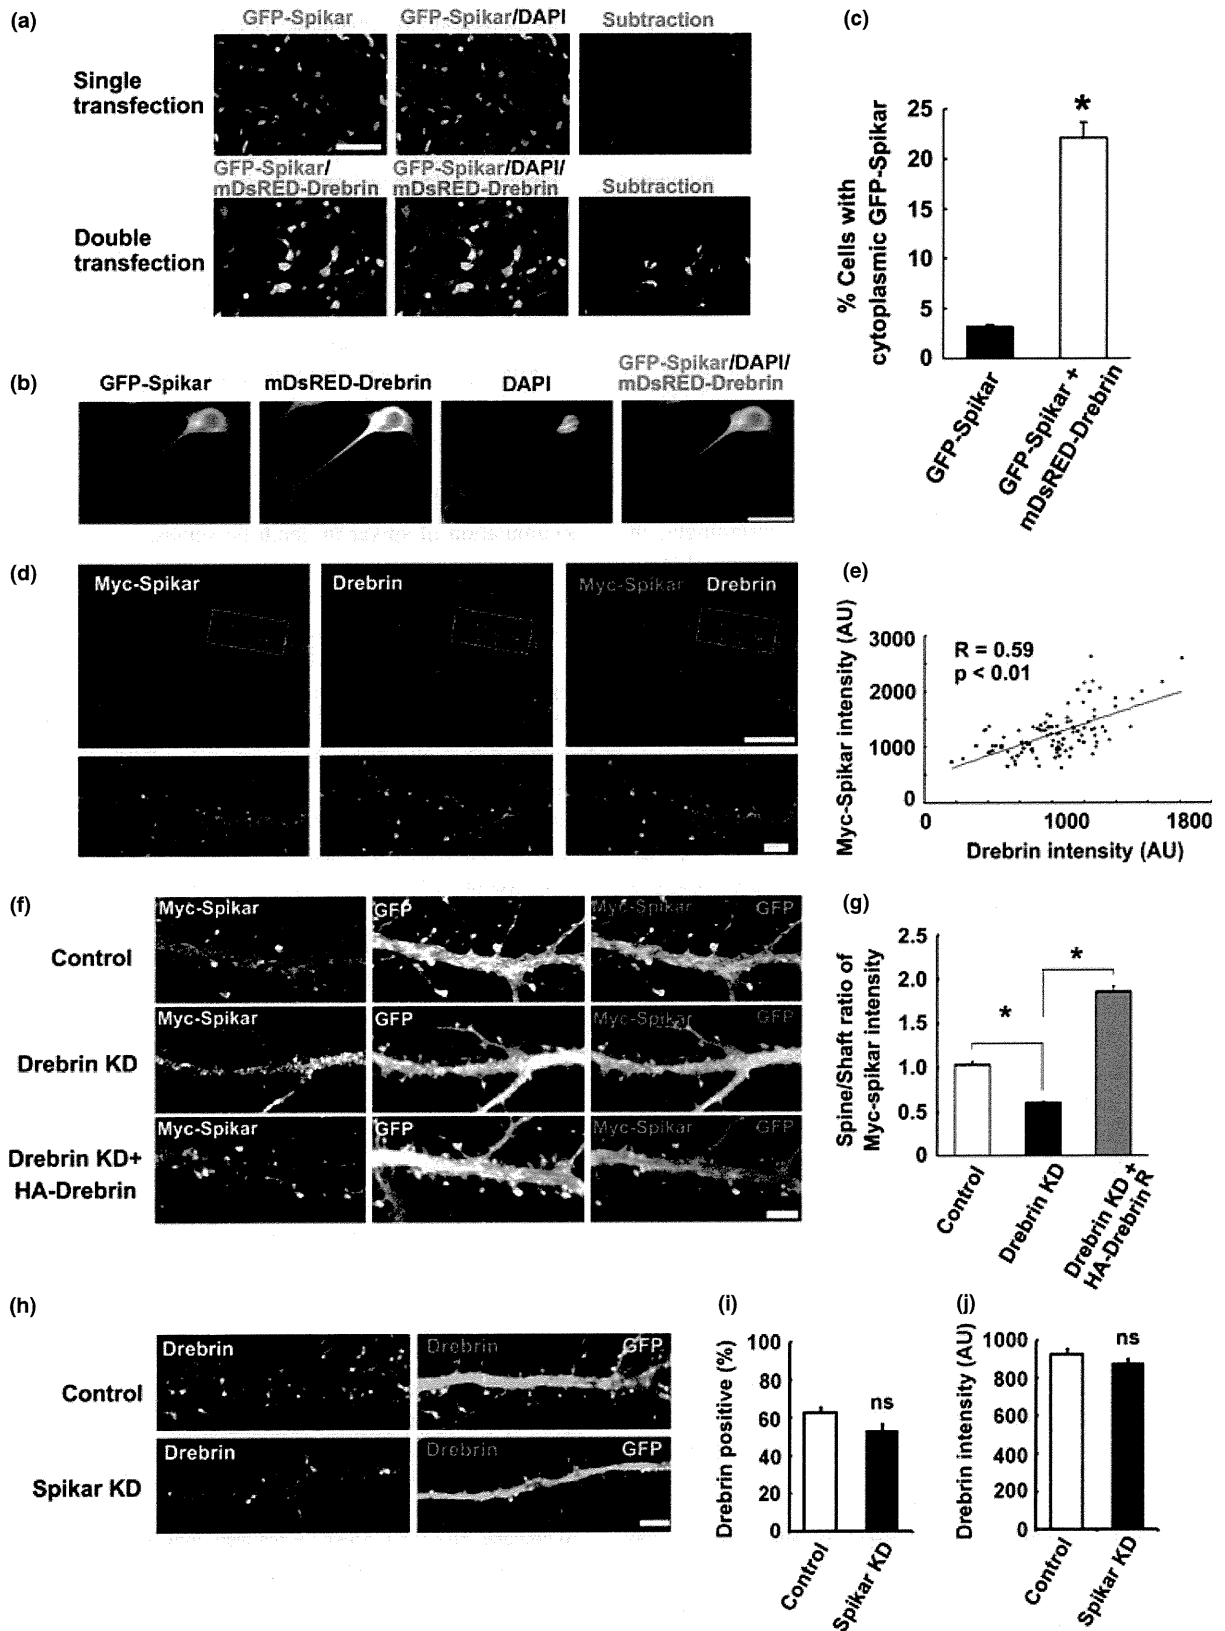 (a)
GFP-Spikar
GFP-Spikar/DAPI
Subtraction
Single
transfection
GFP-Spikar/
mDsRED-Drebrin
GFP-Spikar/DAPI/
mDsRED-Drebrin
Subtraction
Double
transfection
(b)
GFP-Spikar
mDsRED-Drebrin
DAPI
GFP-Spikar/DAPI/
mDsRED-Drebrin
(c)
% Cells with
cytoplasmic GFP-Spikar
25
20
15
10
5
0
*
GFP-Spikar
GFP-Spikar +
mDsRED-Drebrin
(d)
Myc-Spikar
Drebrin
Myc-Spikar
Drebrin
(e)
Myc-Spikar intensity (AU)
3000
2000
1000
0
R = 0.59
p < 0.01
0
1000
1800
Drebrin intensity (AU)
(f)
Control
Myc-Spikar
GFP
Myc-Spikar
GFP
Drebrin KD
Myc-Spikar
GFP
Myc-Spikar
GFP
Drebrin KD+
HA-Drebrin
Myc-Spikar
GFP
Myc-Spikar
GFP
(g)
Spine/Shaft ratio of
Myc-spikar intensity
2.5
2.0
1.5
1.0
0.5
0
*
*
Control
Drebrin KD
Drebrin KD +
HA-Drebrin R
(h)
Control
Drebrin
Drebrin
GFP
Spikar KD
Drebrin
Drebrin
GFP
(i)
Drebrin positive (%)
100
80
60
40
20
0
ns
Control
Spikar KD
(j)
Drebrin intensity (AU)
1000
800
600
400
200
0
ns
Control
Spikar KD